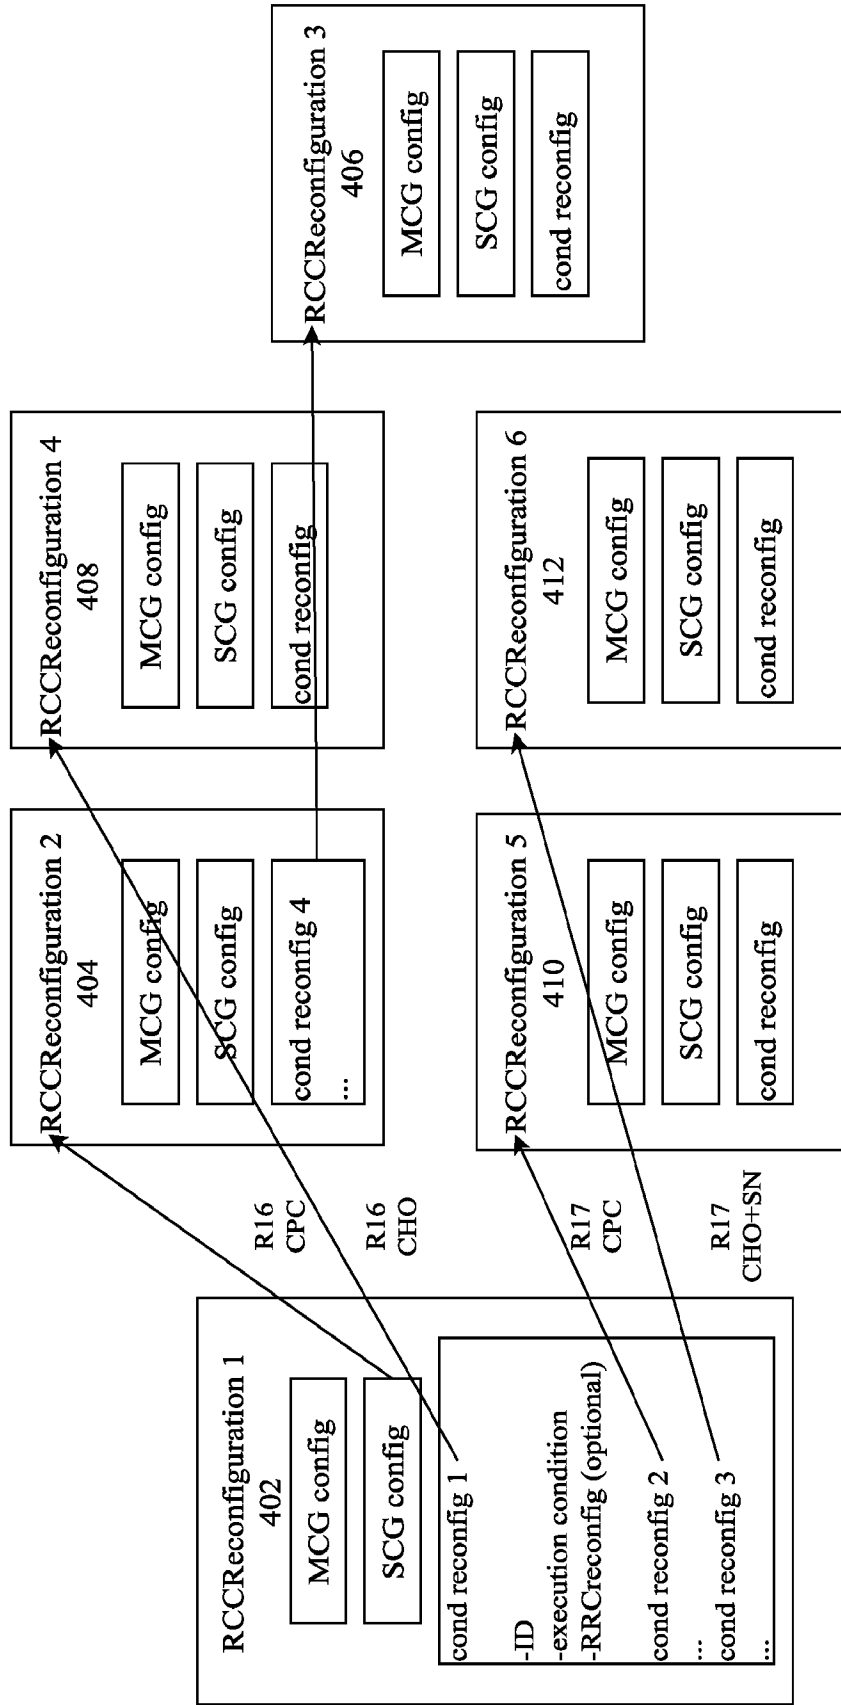 RCCReconfiguration 1
402
MCG config
SCG config
cond reconfig 1
-ID
-execution condition
-RRCreconfig (optional)
cond reconfig 2
...
cond reconfig 3
...
R16
CPC
R16
CHO
R17
CPC
R17
CHO+SN
RCCReconfiguration 2
404
MCG config
SCG config
cond reconfig 4
...
RCCReconfiguration 5
410
MCG config
SCG config
cond reconfig
RCCReconfiguration 4
408
MCG config
SCG config
cond reconfig
RCCReconfiguration 6
412
MCG config
SCG config
cond reconfig
RCCReconfiguration 3
406
MCG config
SCG config
cond reconfig